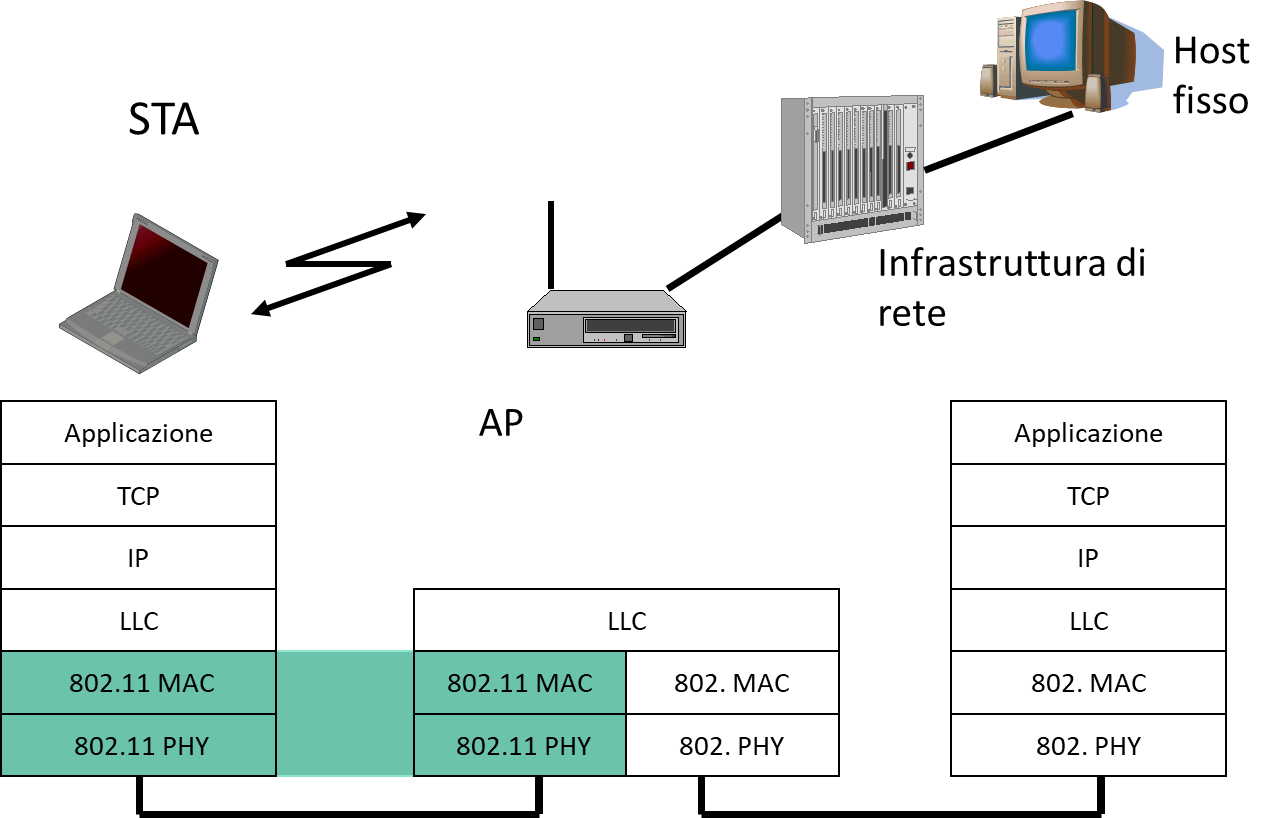 Host
fisso
STA
Infrastruttura di
rete
AP
Applicazione
TCP
IP
LLC
802.11 MAC
802.11 PHY
LLC
802.11 MAC
802. MAC
802.11 PHY
802. PHY
Applicazione
TCP
IP
LLC
802. MAC
802. PHY